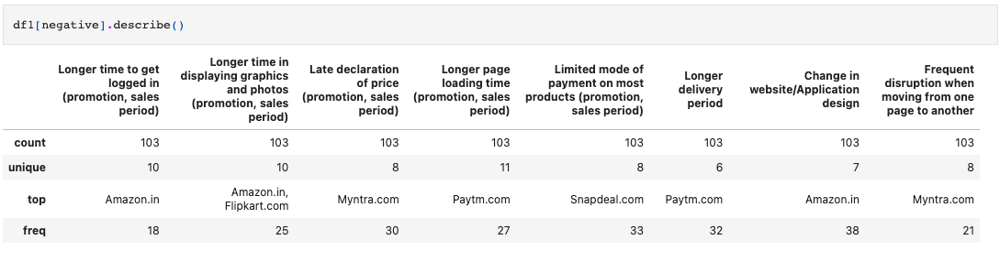 df1[negative].describe()
Longer time to get logged in (promotion, sales period) Longer time in displaying graphics and photos (promotion, sales period) Late declaration of price (promotion, sales period) Longer page loading time (promotion, sales period) Limited mode of payment on most products (promotion, sales period) Longer delivery period Change in website/Application design Frequent disruption when moving from one page to another
count 103 103 103 103 103 103 103 103
unique 10 10 8 11 8 6 7 8
top Amazon.in Amazon.in, Flipkart.com Myntra.com Paytm.com Snapdeal.com Paytm.com Amazon.in Myntra.com
freq 18 25 30 27 33 32 38 21